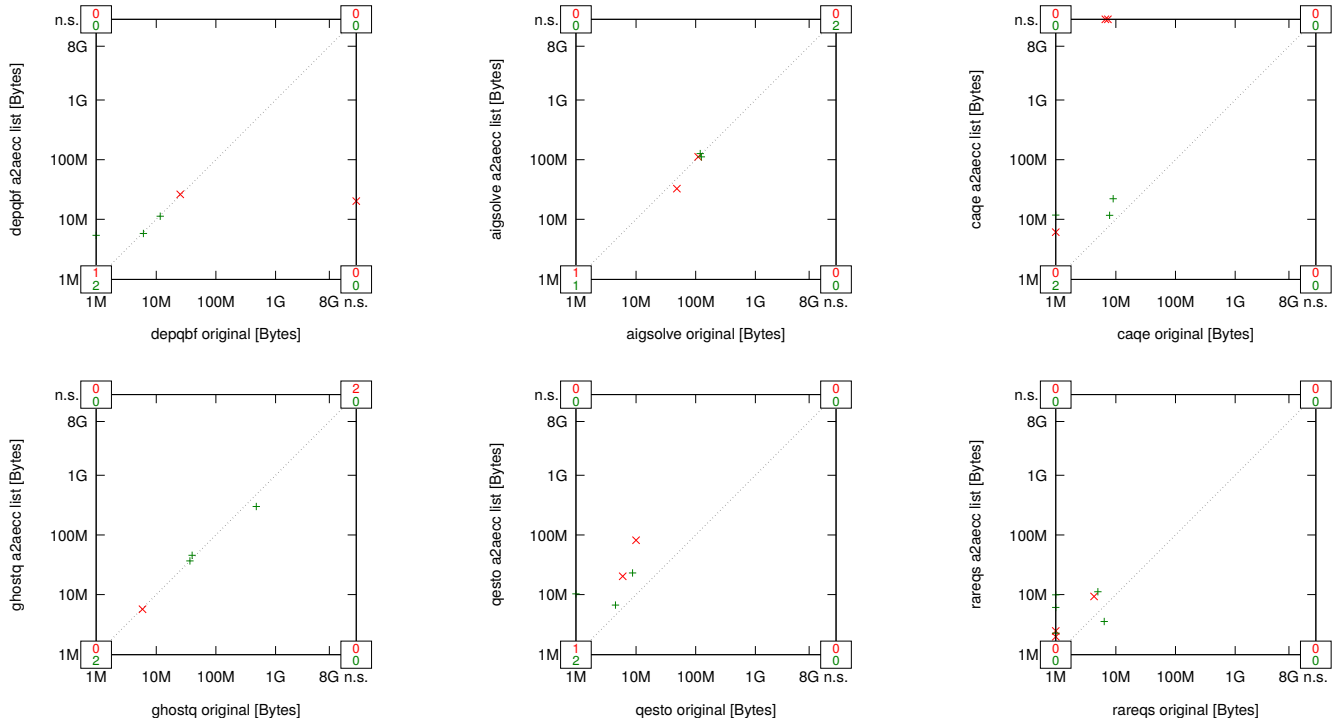 depqbf a2aecc list [Bytes]
n.s.
8G
1G
100M
10M
1M
0
0
0
0
1
2
0
0
1M 10M 100M 1G 8G n.s.
depqbf original [Bytes]
aigsolve a2aecc list [Bytes]
n.s.
8G
1G
100M
10M
1M
0
0
0
2
1
1
0
0
1M 10M 100M 1G 8G n.s.
aigsolve original [Bytes]
caqe a2aecc list [Bytes]
n.s.
8G
1G
100M
10M
1M
0
0
0
0
0
2
0
0
1M 10M 100M 1G 8G n.s.
caqe original [Bytes]
ghostq a2aecc list [Bytes]
n.s.
8G
1G
100M
10M
1M
0
0
2
0
0
2
0
0
1M 10M 100M 1G 8G n.s.
ghostq original [Bytes]
qesto a2aecc list [Bytes]
n.s.
8G
1G
100M
10M
1M
0
0
0
0
1
2
0
0
1M 10M 100M 1G 8G n.s.
qesto original [Bytes]
rareqs a2aecc list [Bytes]
n.s.
8G
1G
100M
10M
1M
0
0
0
0
0
0
0
0
1M 10M 100M 1G 8G n.s.
rareqs original [Bytes]